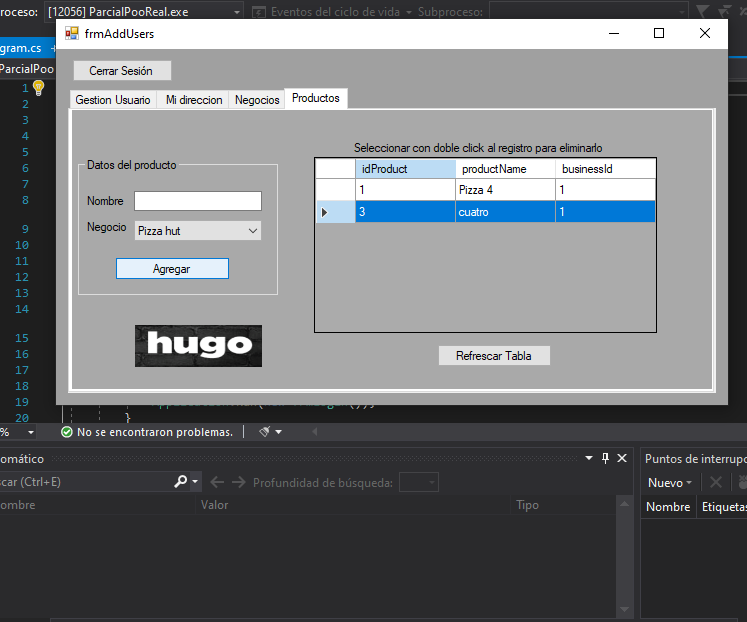 roceso: [12056] ParcialPooReal.exe Eventos del ciclo de vida Subproceso:
gram.cs
ParcialPoo
frmAddUsers
Cerrar Sesión
Gestion Usuario Mi direccion Negocios Productos
Seleccionar con doble click al registro para eliminarlo
Datos del producto
Nombre
Negocio Pizza hut
Agregar
idProduct productName businessId
1 Pizza 4 1
3 cuatro 1
hugo
Refrescar Tabla
1
2
3
4
5
6
7
8
9
10
11
12
13
14
15
16
17
18
19
20 }
% No se encontraron problemas.
omático
scar (Ctrl+E) Profundidad de búsqueda:
ombre Valor Tipo
Puntos de interrupc
Nuevo
Nombre Etiquetas